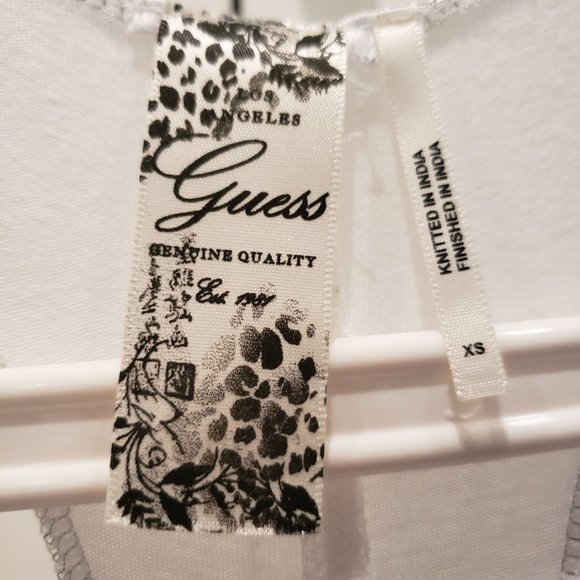 LOS
ANGELES
Guess
GENUINE QUALITY
Est. 1981
KNITTED IN INDIA
FINISHED IN INDIA
XS